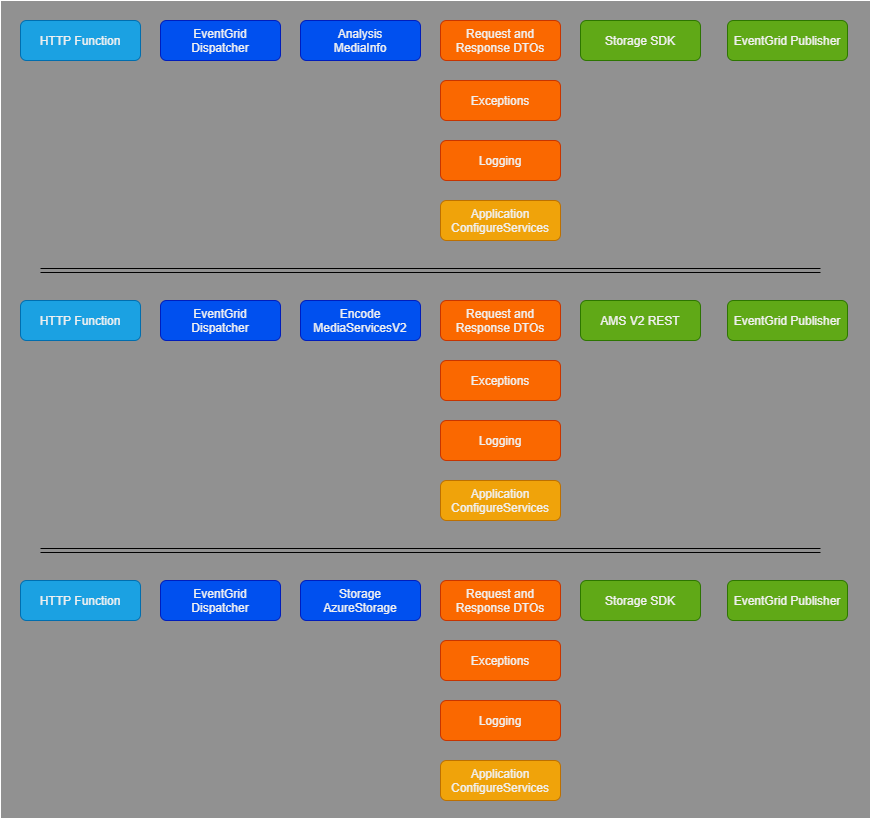 HTTP Function
EventGrid
Dispatcher
Analysis
MediaInfo
Request and
Response DTOs
Storage SDK
EventGrid Publisher
Exceptions
Logging
Application
ConfigureServices
HTTP Function
EventGrid
Dispatcher
Encode
MediaServicesV2
Request and
Response DTOs
AMS V2 REST
EventGrid Publisher
Exceptions
Logging
Application
ConfigureServices
HTTP Function
EventGrid
Dispatcher
Storage
AzureStorage
Request and
Response DTOs
Storage SDK
EventGrid Publisher
Exceptions
Logging
Application
ConfigureServices